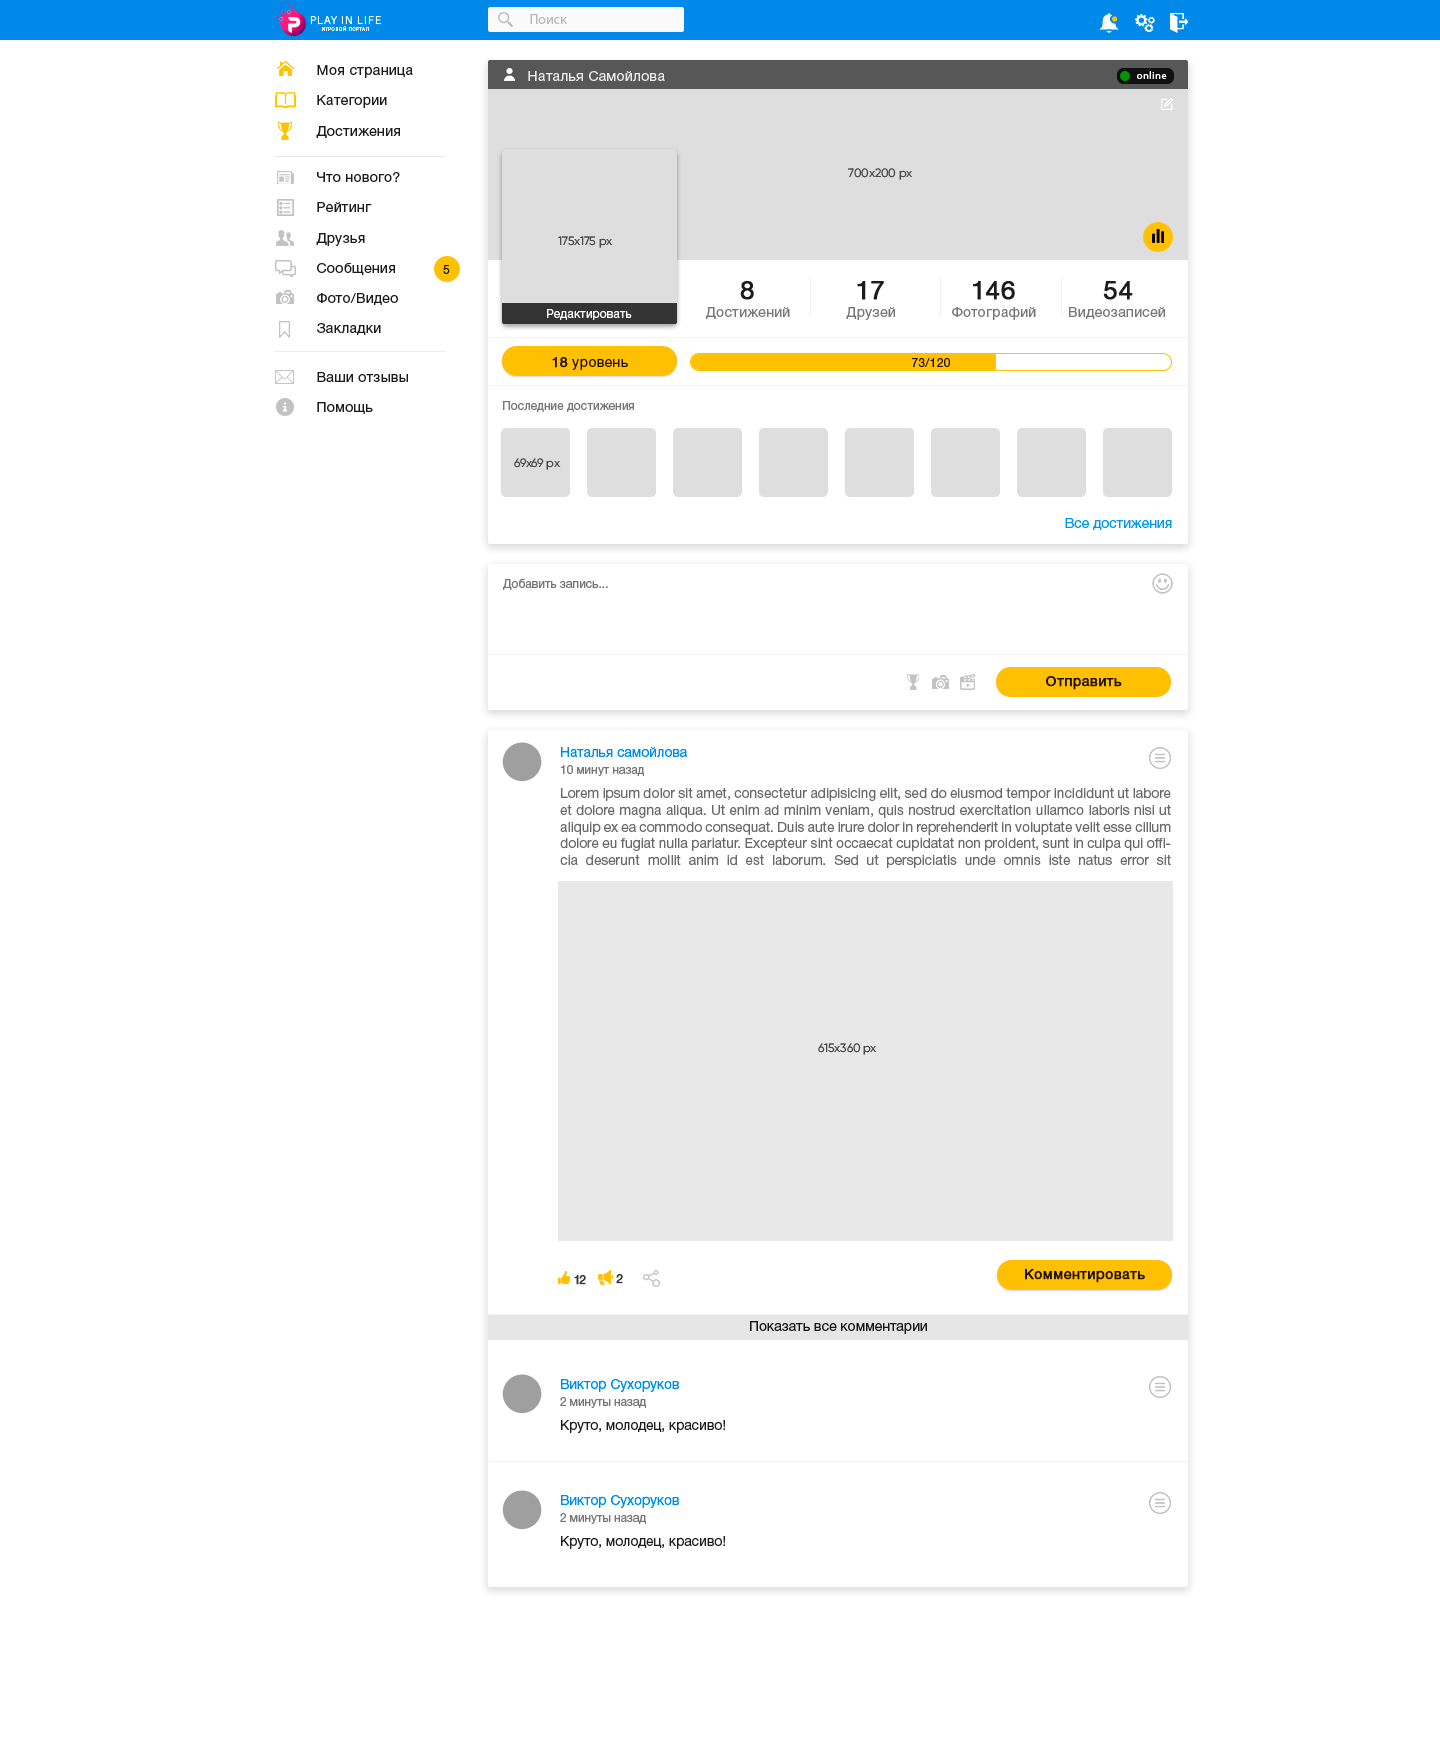 PLAY IN LIFE
ИГРОВОЙ ПОРТАЛ
Поиск
Моя страница
Категории
Достижения
Что нового?
Рейтинг
Друзья
Сообщения
5
Фото/Видео
Закладки
Ваши отзывы
Помощь
Наталья Самойлова
online
700x200 px
175x175 px
Редактировать
8
Достижений
17
Друзей
146
Фотографий
54
Видеозаписей
18 уровень
73/120
Последние достижения
69x69 px
Все достижения
Добавить запись...
Отправить
Наталья самойлова
10 минут назад
Lorem ipsum dolor sit amet, consectetur adipisicing elit, sed do eiusmod tempor incididunt ut labore
et dolore magna aliqua. Ut enim ad minim veniam, quis nostrud exercitation ullamco laboris nisi ut
aliquip ex ea commodo consequat. Duis aute irure dolor in reprehenderit in voluptate velit esse cillum
dolore eu fugiat nulla pariatur. Excepteur sint occaecat cupidatat non proident, sunt in culpa qui offi-
cia deserunt mollit anim id est laborum. Sed ut perspiciatis unde omnis iste natus error sit
615x360 px
12
2
Комментировать
Показать все комментарии
Виктор Сухоруков
2 минуты назад
Круто, молодец, красиво!
Виктор Сухоруков
2 минуты назад
Круто, молодец, красиво!